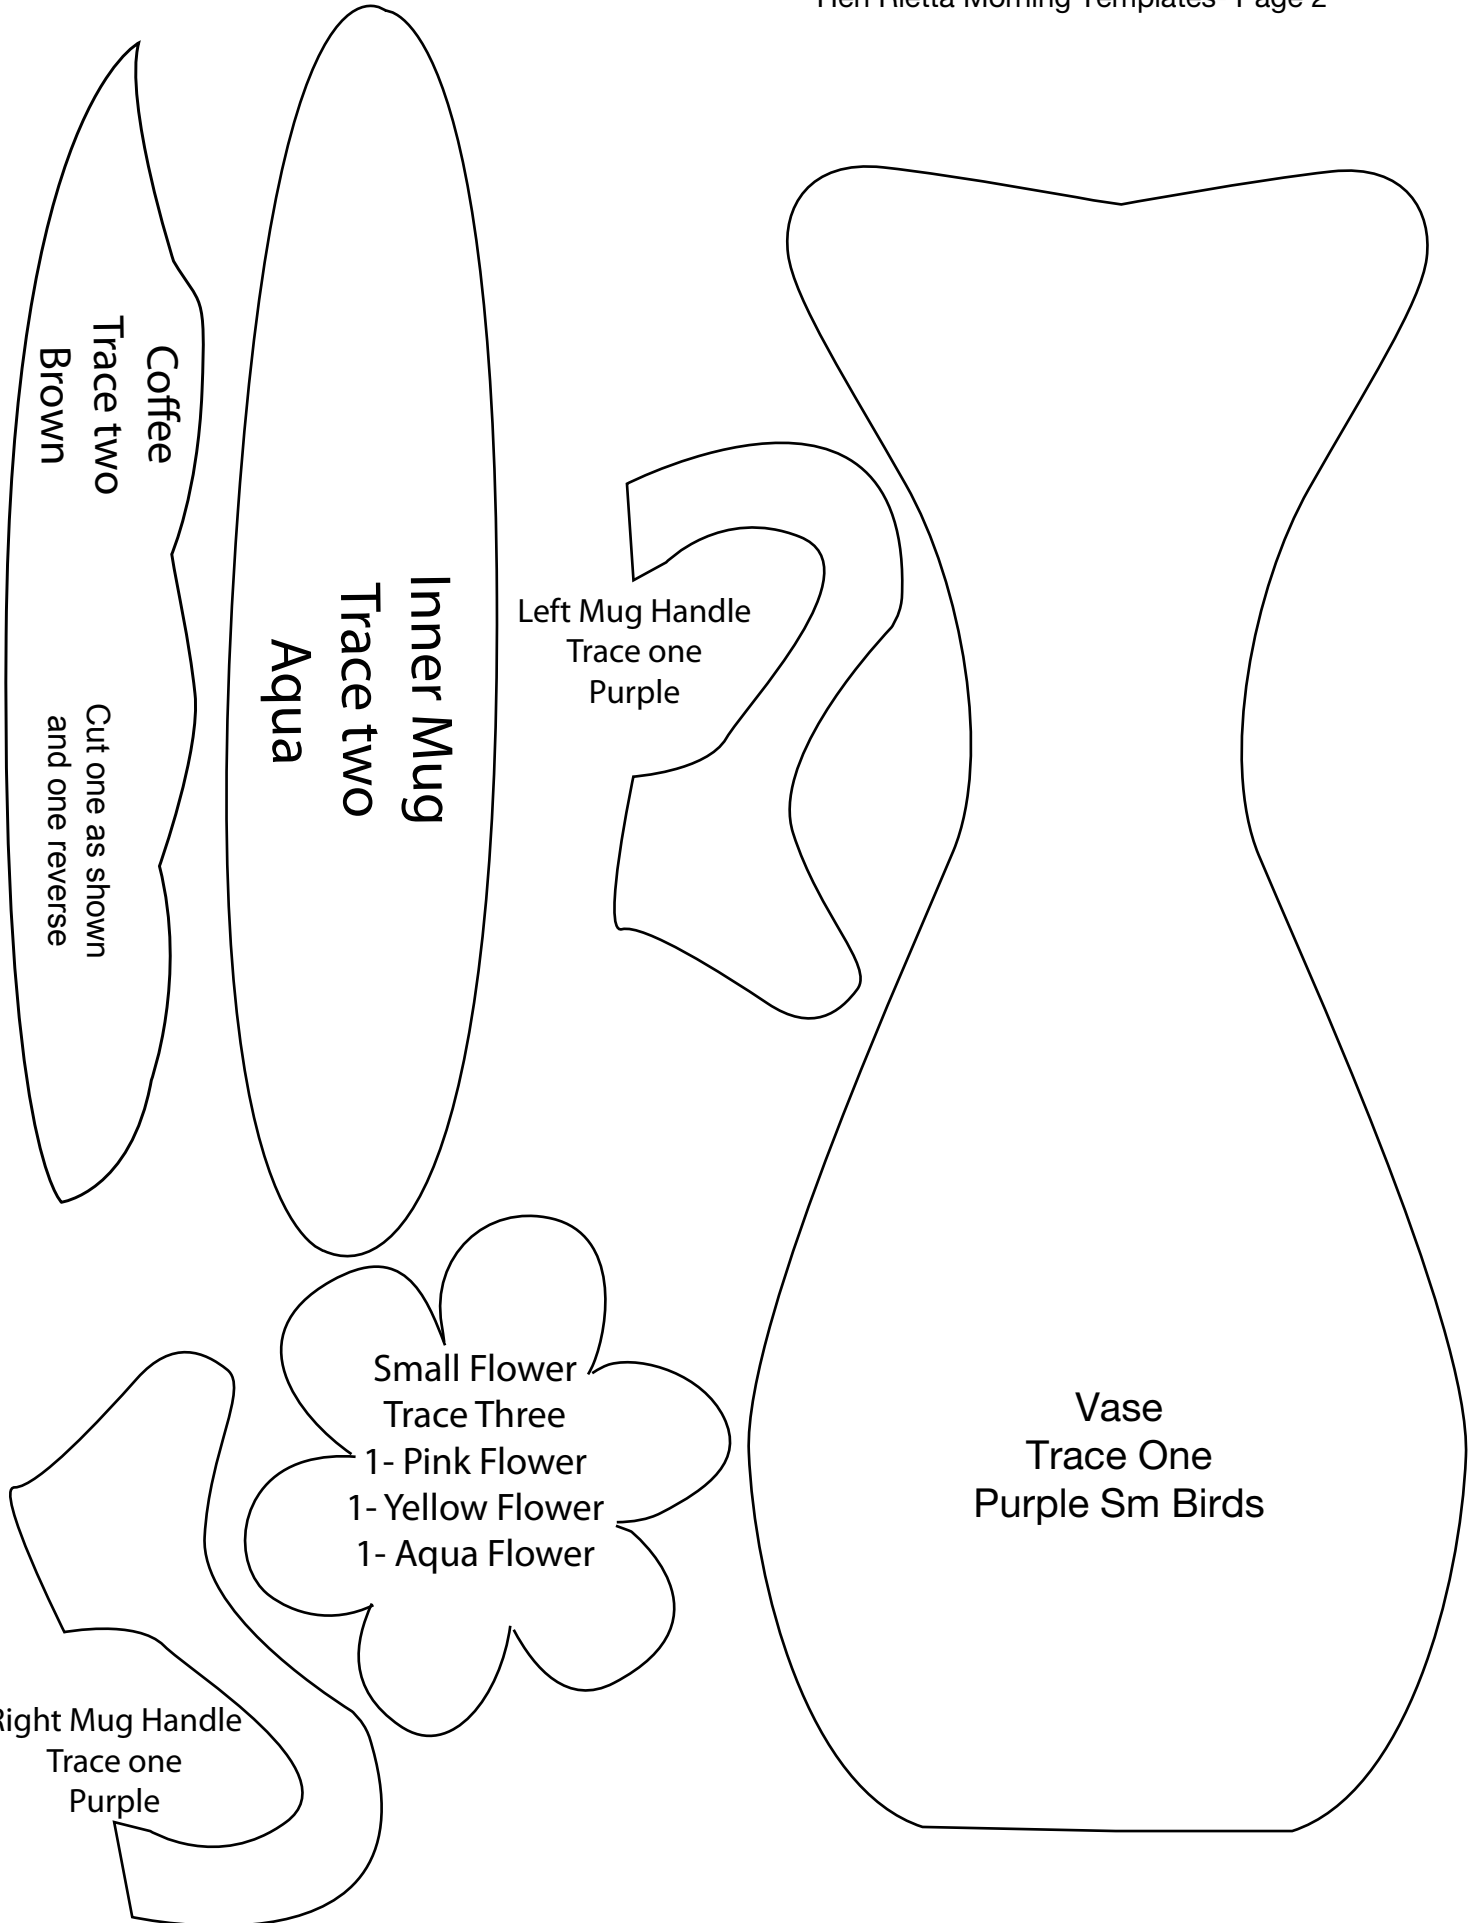 Hen Rietta Morning Templates Page 2
Coffee
Trace two
Brown
Cut one as shown
and one reverse
Inner Mug
Trace two
Aqua
Left Mug Handle
Trace one
Purple
Small Flower
Trace Three
1- Pink Flower
1- Yellow Flower
1- Aqua Flower
Vase
Trace One
Purple Sm Birds
Right Mug Handle
Trace one
Purple